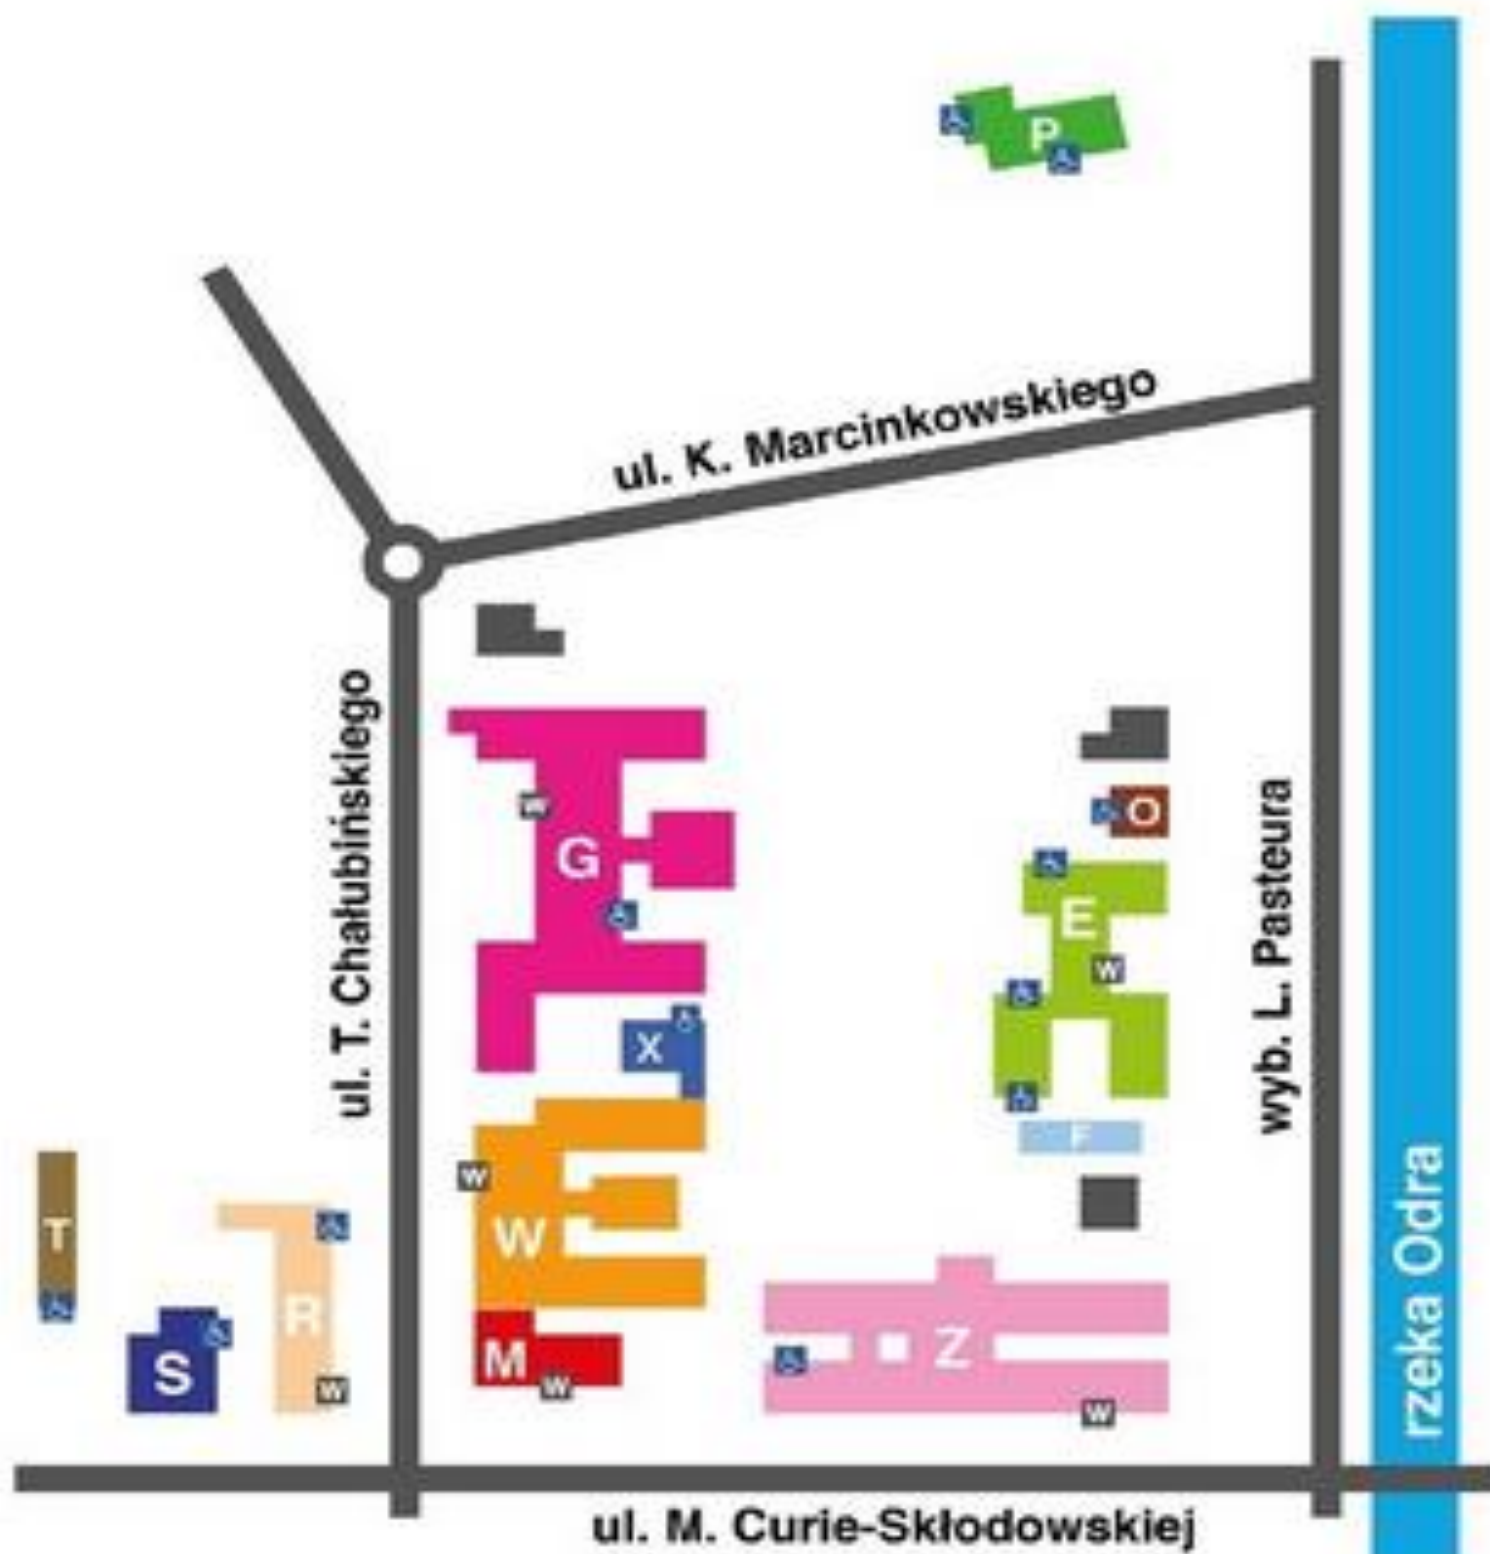 P
ul. K. Marcinkowskiego
ul. T. Chałubińskiego
G
W
X
O
E
W
F
wyb. L. Pasteura
rzeka Odra
T
S
R
W
W
W
M
W
Z
W
ul. M. Curie-Skłodowskiej